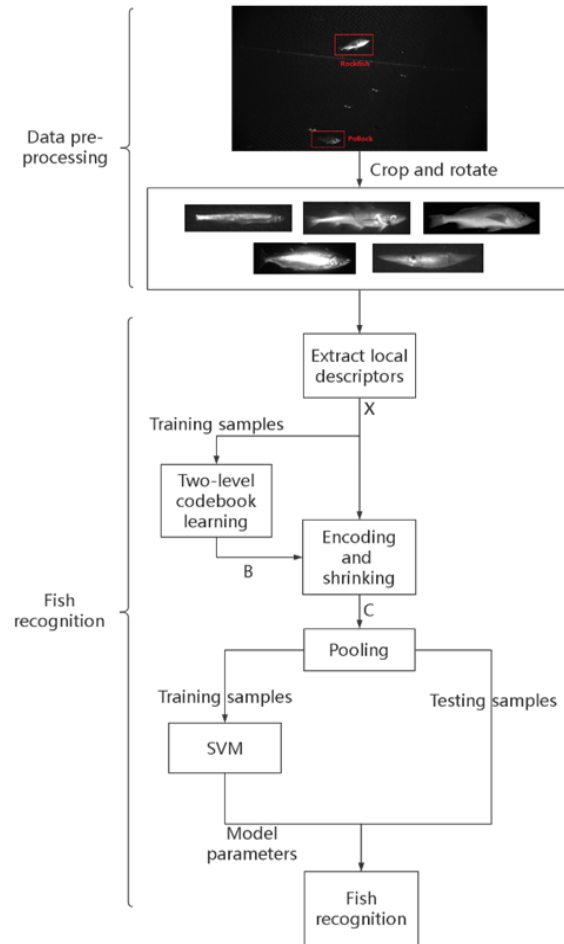 Rockfish
Pollock
Data pre-
processing
Crop and rotate
Extract local
descriptors
X
Training samples
Two-level
codebook
learning
Encoding
and
shrinking
B
C
Fish
recognition
Pooling
Training samples
Testing samples
SVM
Model
parameters
Fish
recognition